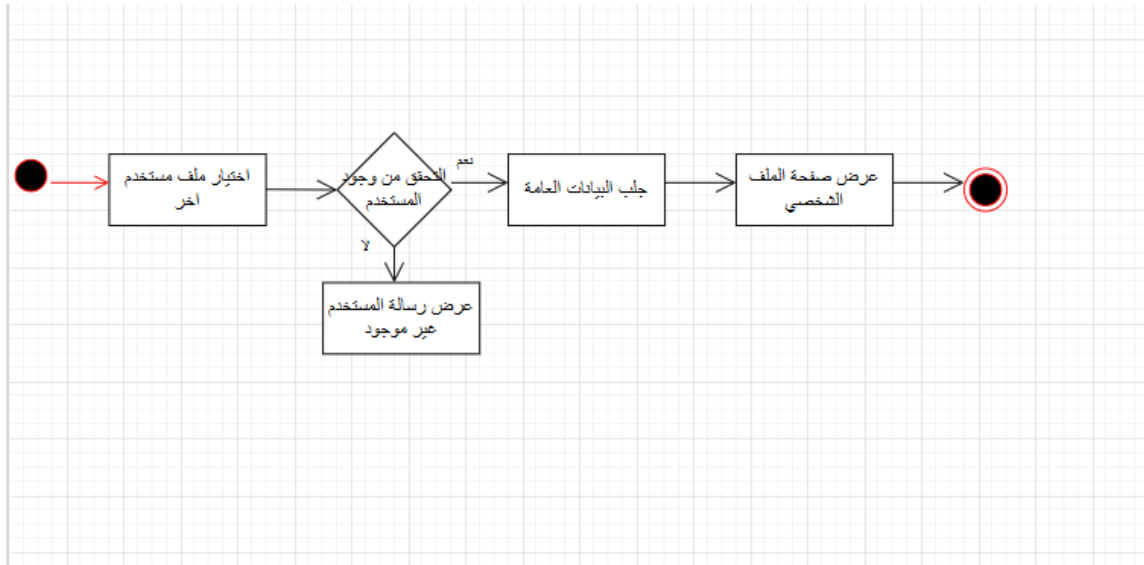 اختيار ملف مستخدم
اخر
التحقق من وجود
المستخدم
نعم
جلب البيانات العامة
عرض صفحة الملف
الشخصي
لا
عرض رسالة المستخدم
غير موجود